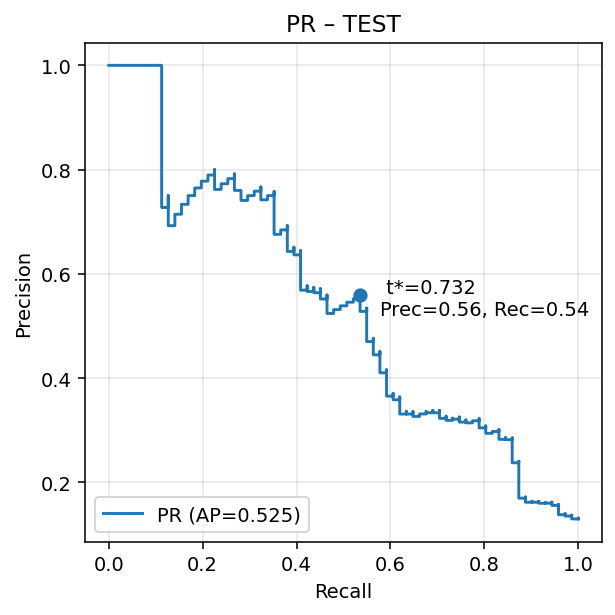 PR – TEST
1.0
0.8
0.6
0.4
0.2
Precision
t*=0.732
Prec=0.56, Rec=0.54
PR (AP=0.525)
0.0 0.2 0.4 0.6 0.8 1.0
Recall